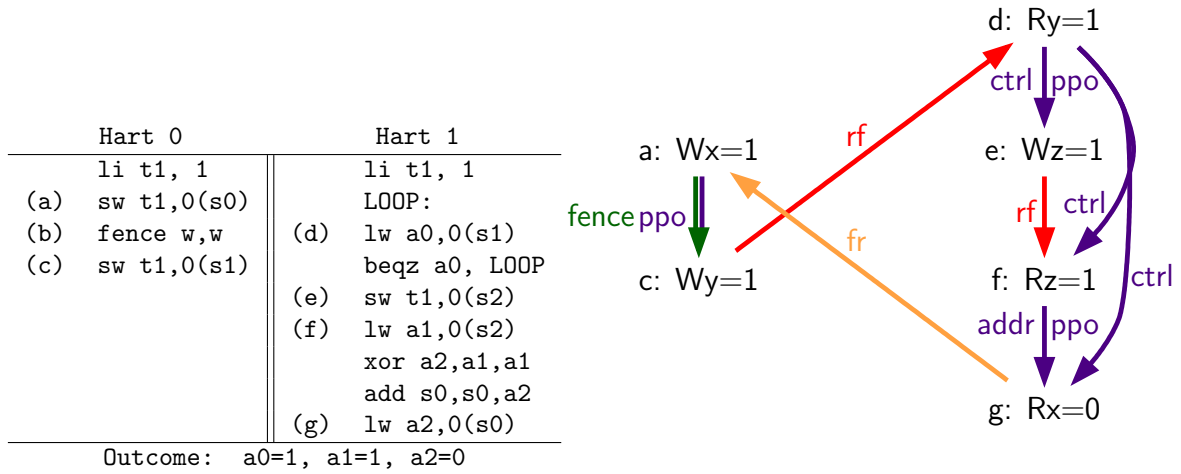 Hart 0 Hart 1
li t1, 1 li t1, 1
(a) sw t1,0(s0) LOOP:
(b) fence w,w (d) lw a0,0(s1)
(c) sw t1,0(s1) beqz a0, LOOP
(e) sw t1,0(s2)
(f) lw a1,0(s2)
xor a2,a1,a1
add s0,s0,a2
(g) lw a2,0(s0)
Outcome: a0=1, a1=1, a2=0
d: Ry=1
ctrl ppo
rf
a: Wx=1
e: Wz=1
fence ppo
rf
ctrl
fr
c: Wy=1
f: Rz=1
ctrl
addr ppo
g: Rx=0